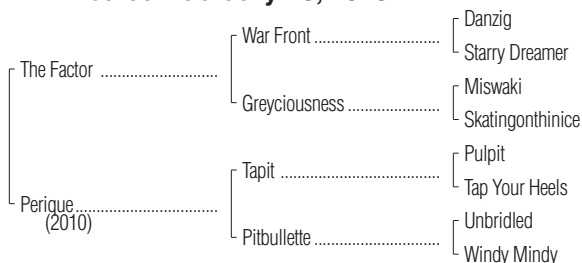 War Front
Danzig
Starry Dreamer
The Factor
Greyciousness
Miswaki
Skatingonthinice
Perique
(2010)
Tapit
Pulpit
Tap Your Heels
Pitbullette
Unbridled
Windy Mindy